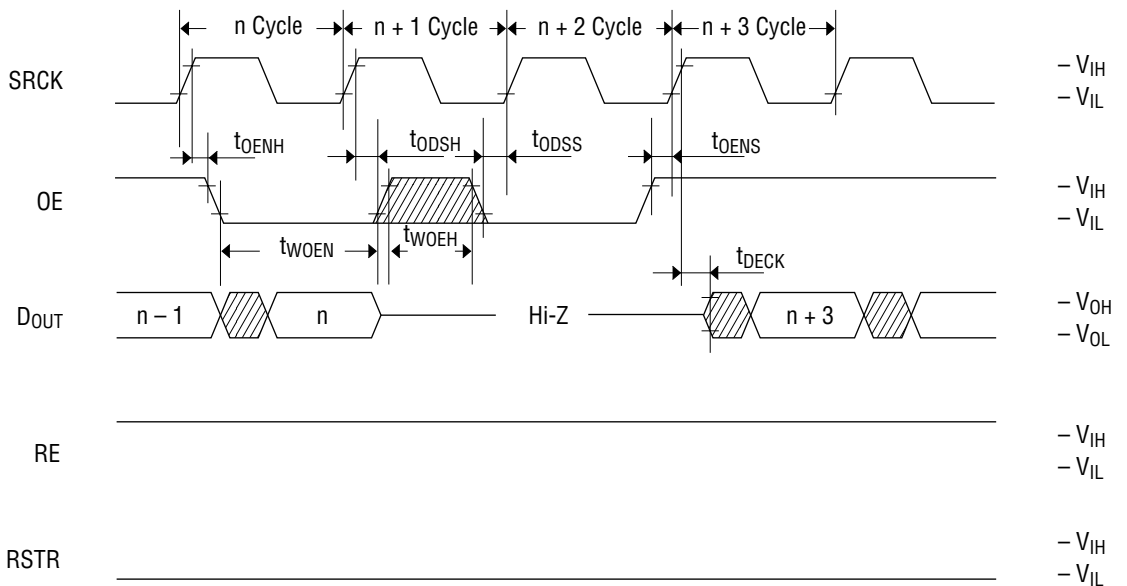 n Cycle n + 1 Cycle n + 2 Cycle n + 3 Cycle
SRCK – VIH
– VIL
tOENH tODSH tODSS tOENS
OE – VIH
– VIL
tWOEN tWOEH
tDECK
DOUT n – 1 n Hi-Z n + 3 – VOH
– VOL
RE – VIH
– VIL
RSTR – VIH
– VIL